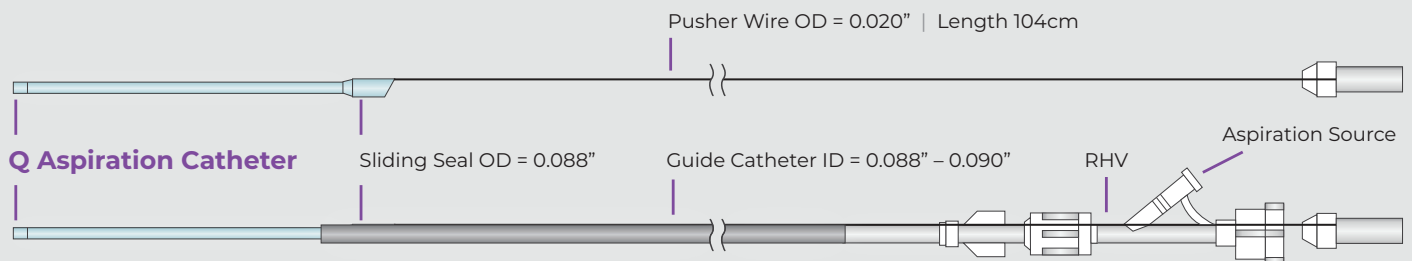 Pusher Wire OD = 0.020” | Length 104cm
Aspiration Source
Q Aspiration Catheter
Sliding Seal OD = 0.088”
Guide Catheter ID = 0.088” – 0.090”
RHV